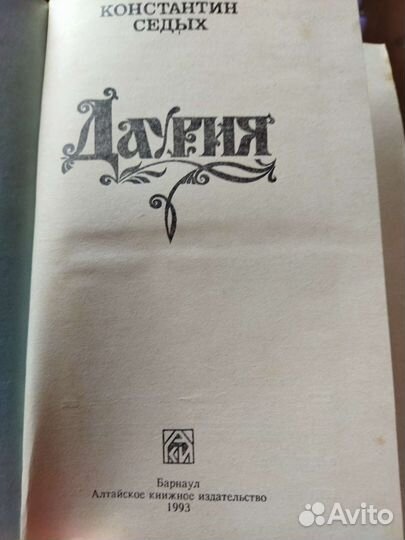 КОНСТАНТИН
СЕДЫХ
ДАУРИЯ
Барнаул
Алтайское книжное издательство
1993
Avito